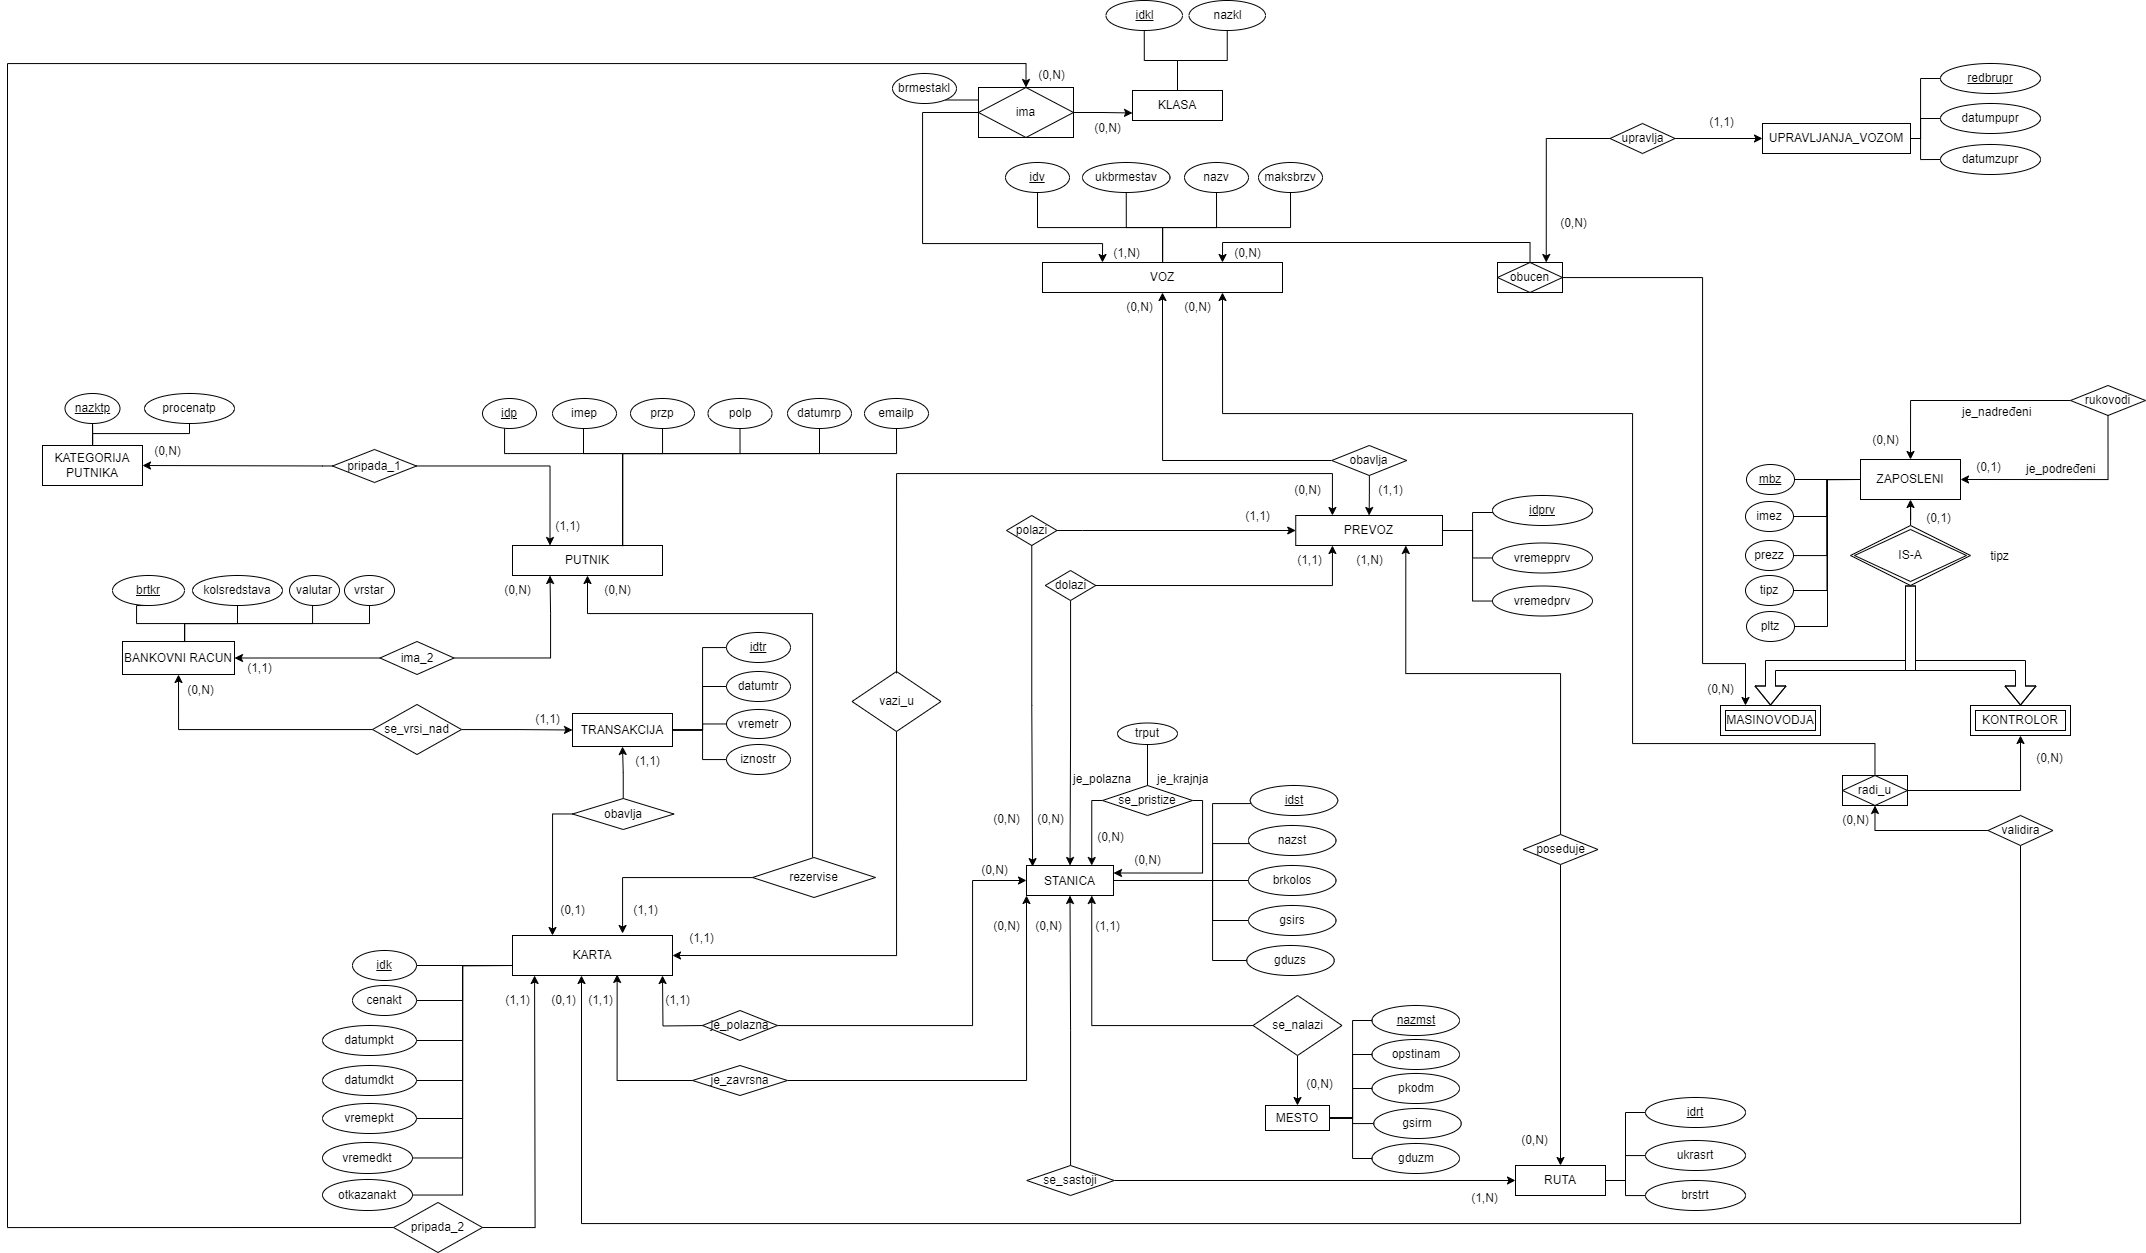 idkl
nazkl
brmestakl
(0,N)
ima
KLASA
(0,N)
redbrupr
datumpupr
datumzupr
upravlja
(1,1)
UPRAVLJANJA_VOZOM
idv
ukbrmestav
nazv
maksbrzv
(0,N)
(1,N)
(0,N)
VOZ
obucen
(0,N)
(0,N)
nazktp
procenatp
idp
imep
przp
polp
datumrp
emailp
rukovodi
je_nadređeni
(0,N)
KATEGORIJA
PUTNIKA
(0,N)
pripada_1
obavlja
(0,1)
je_podređeni
mbz
ZAPOSLENI
(0,N)
(1,1)
idprv
imez
(0,1)
(1,1)
polazi
(1,1)
PREVOZ
PUTNIK
(1,1)
(1,N)
vremepprv
prezz
IS-A
tipz
brtkr
kolsredstava
valutar
vrstar
(0,N)
(0,N)
dolazi
vremedprv
tipz
pltz
BANKOVNI RACUN
(1,1)
ima_2
idtr
(0,N)
datumtr
vazi_u
(0,N)
MASINOVODJA
KONTROLOR
se_vrsi_nad
(1,1)
TRANSAKCIJA
vremetr
trput
(1,1)
iznostr
(0,N)
je_polazna
je_krajnja
radi_u
obavlja
se_pristize
idst
(0,N)
(0,N)
(0,N)
(0,N)
validira
nazst
poseduje
(0,N)
(0,N)
rezervise
STANICA
brkolos
(0,1)
(1,1)
(0,N)
(0,N)
(1,1)
gsirs
(1,1)
KARTA
gduzs
idk
cenakt
(1,1)
(0,1)
(1,1)
(1,1)
je_polazna
se_nalazi
nazmst
datumpkt
opstinam
datumdkt
je_zavrsna
(0,N)
pkodm
vremepkt
MESTO
gsirm
idrt
(0,N)
vremedkt
gduzm
ukrasrt
se_sastoji
RUTA
otkazanakt
(1,N)
brstrt
pripada_2